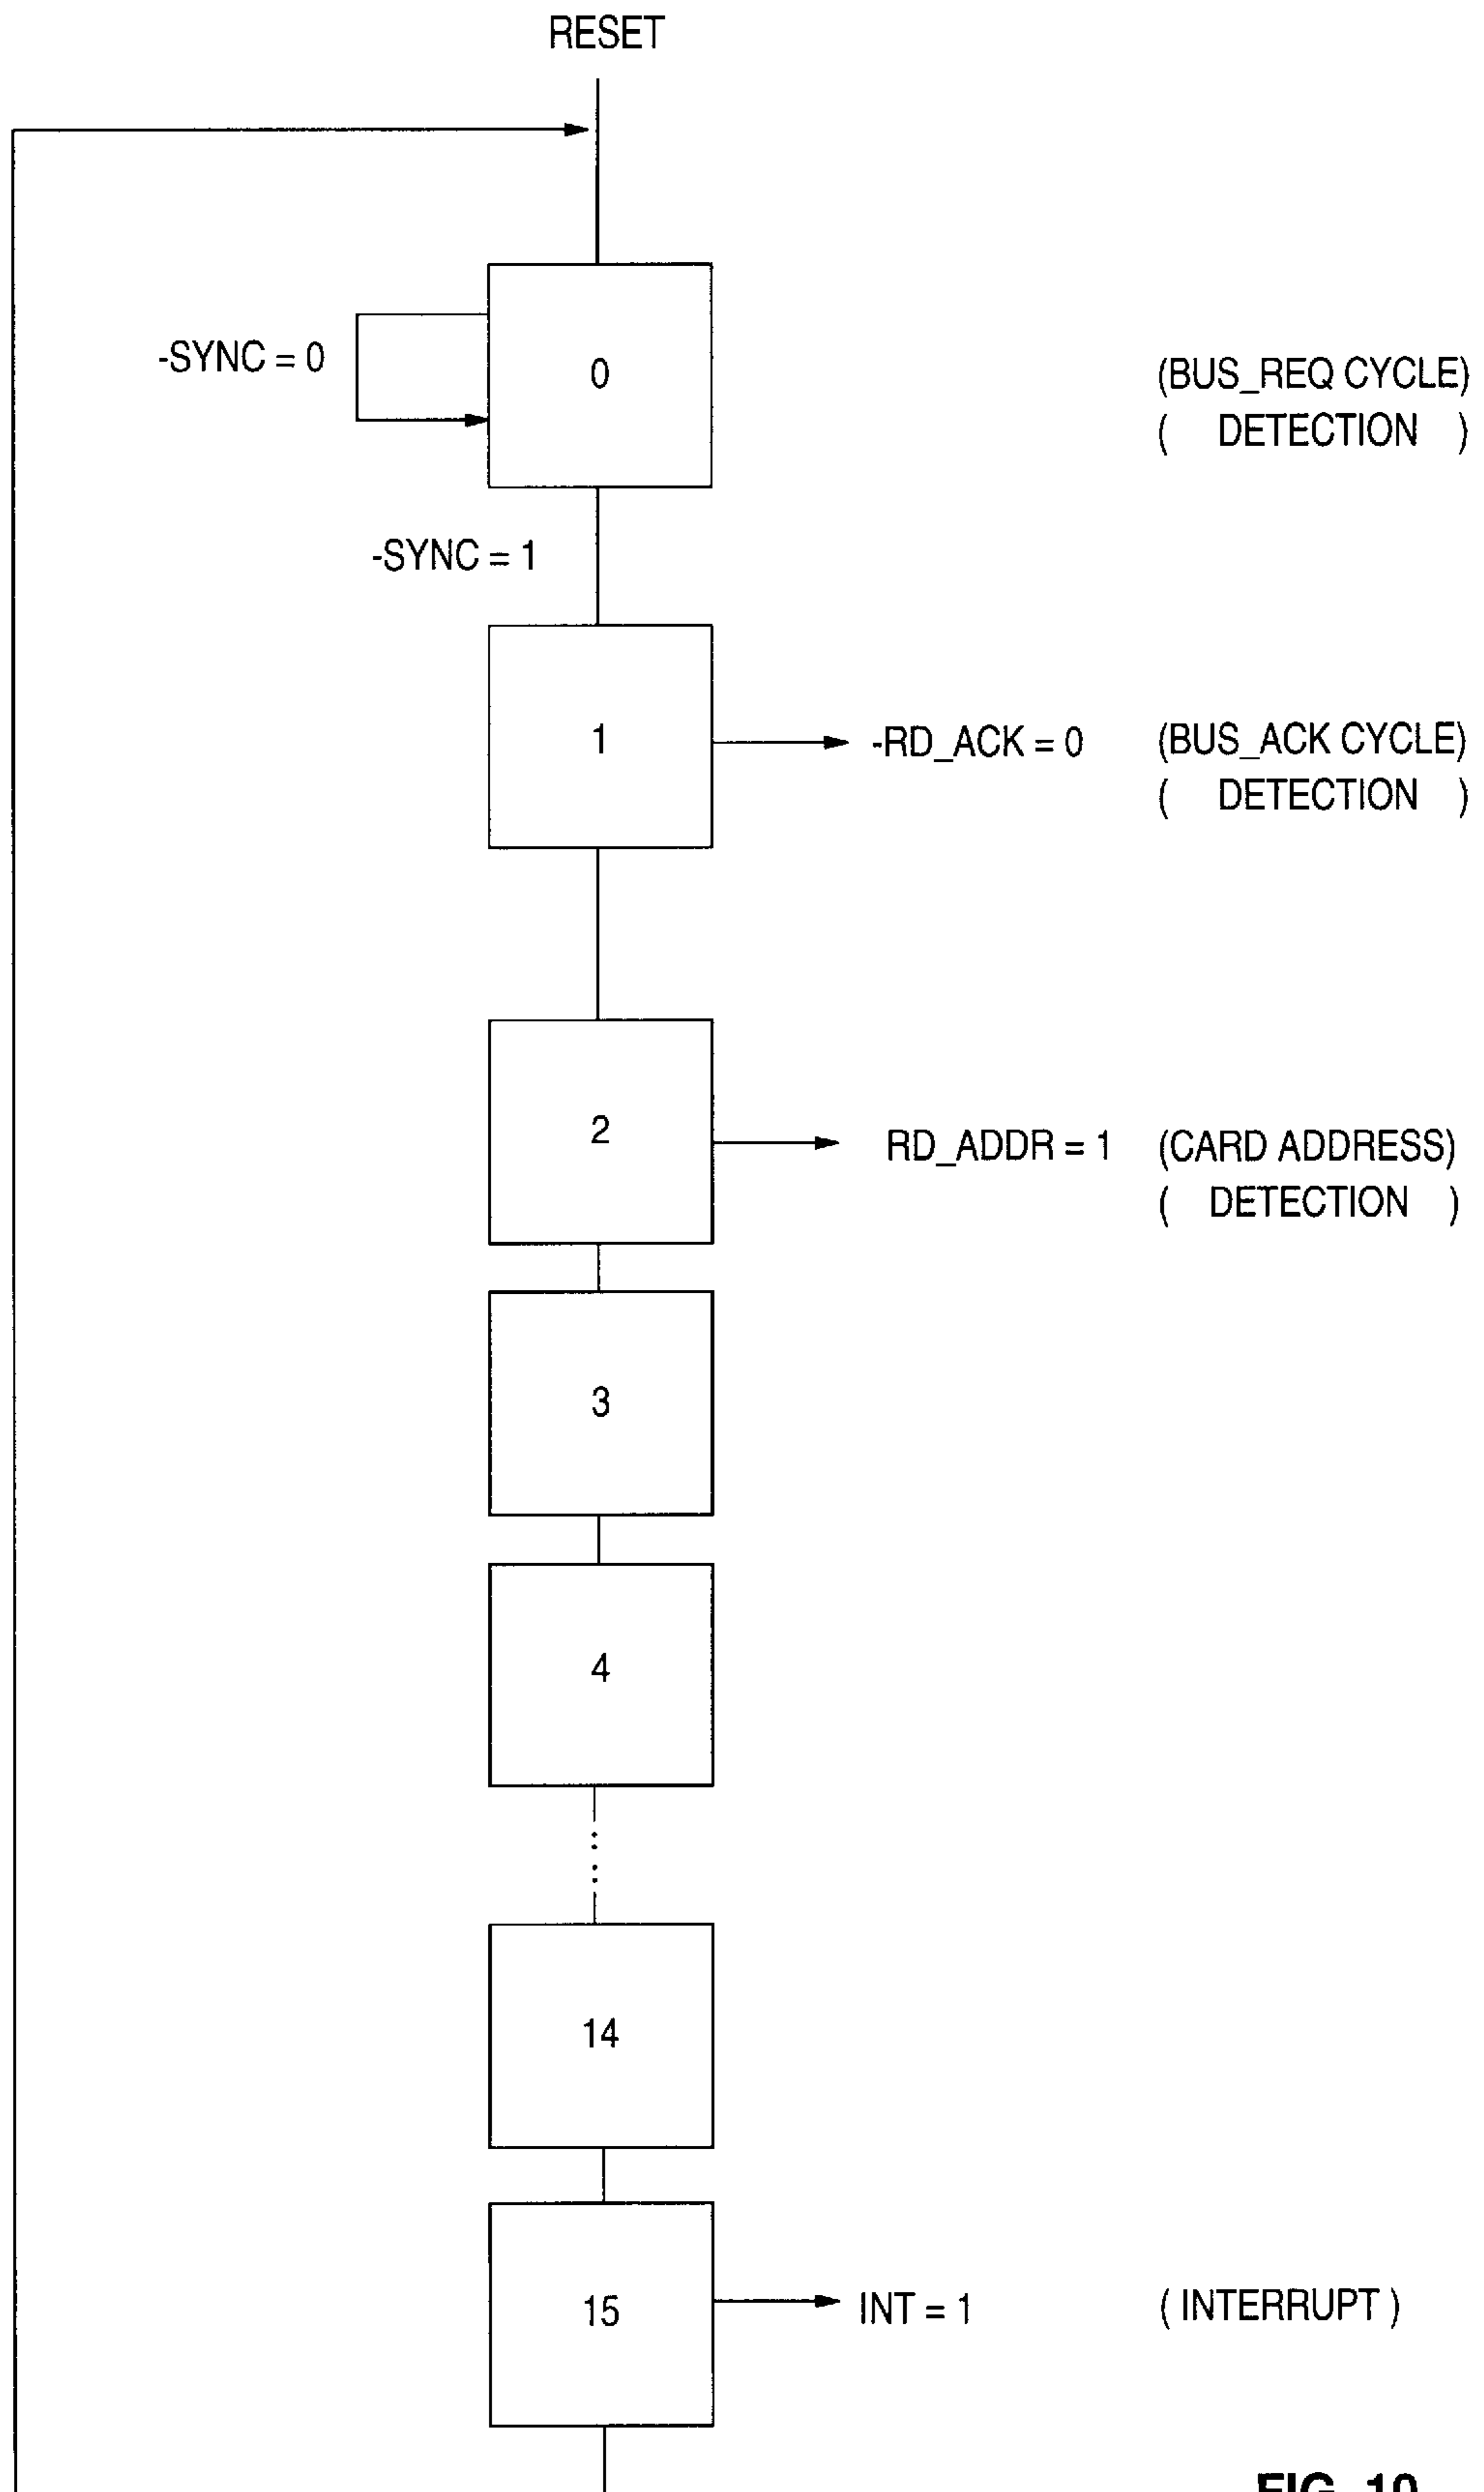 RESET
-SYNC = 0
0
(BUS_REQ CYCLE)
( DETECTION )
-SYNC = 1
1
-RD_ACK = 0
(BUS_ACK CYCLE)
( DETECTION )
2
RD_ADDR = 1
(CARD ADDRESS)
( DETECTION )
3
4
14
15
INT = 1
( INTERRUPT )
FIG.